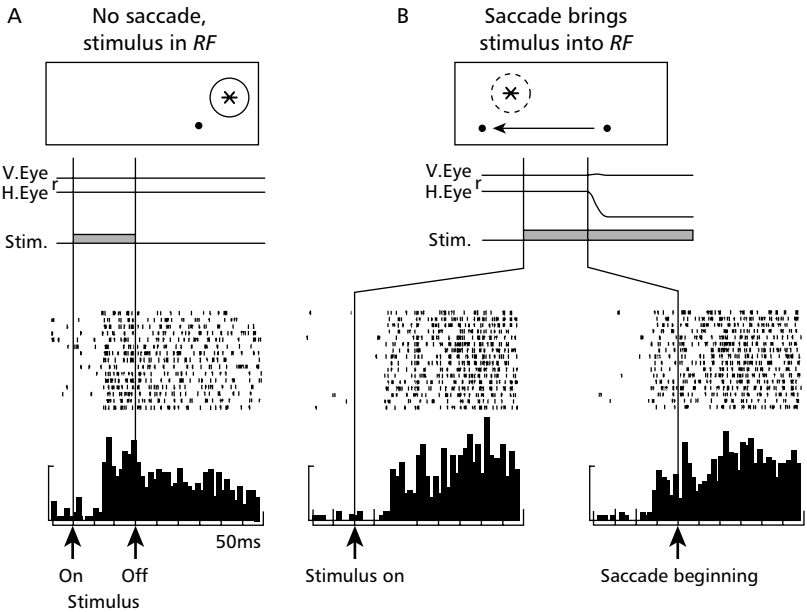 A
No saccade,
stimulus in RF
V.Eye
r
H.Eye
Stim.
50ms
On
Off
Stimulus
B
Saccade brings
stimulus into RF
V.Eye
r
H.Eye
Stim.
Stimulus on
Saccade beginning